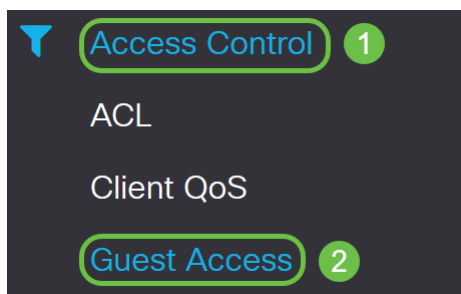 Access Control 1
ACL
Client QoS
Guest Access 2